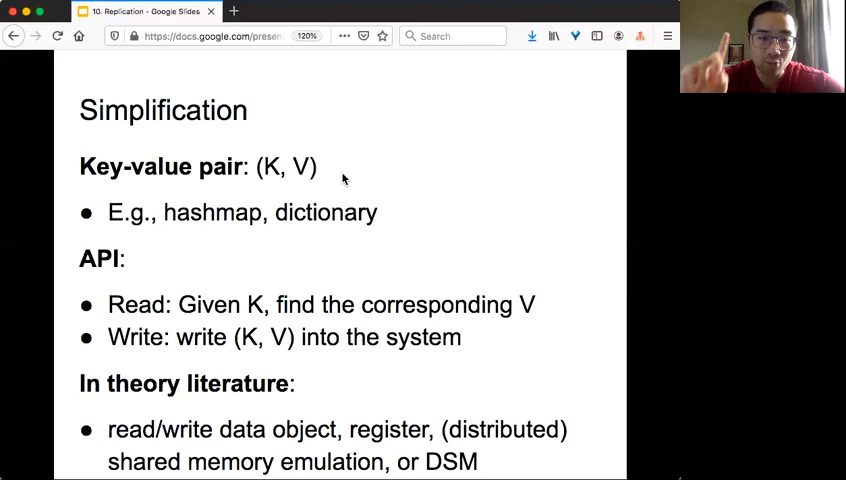 10. Replication - Google Slides
https://docs.google.com/presen
120%
Search
Simplification
Key-value pair: (K, V)
● E.g., hashmap, dictionary
API:
● Read: Given K, find the corresponding V
● Write: write (K, V) into the system
In theory literature:
● read/write data object, register, (distributed)
shared memory emulation, or DSM